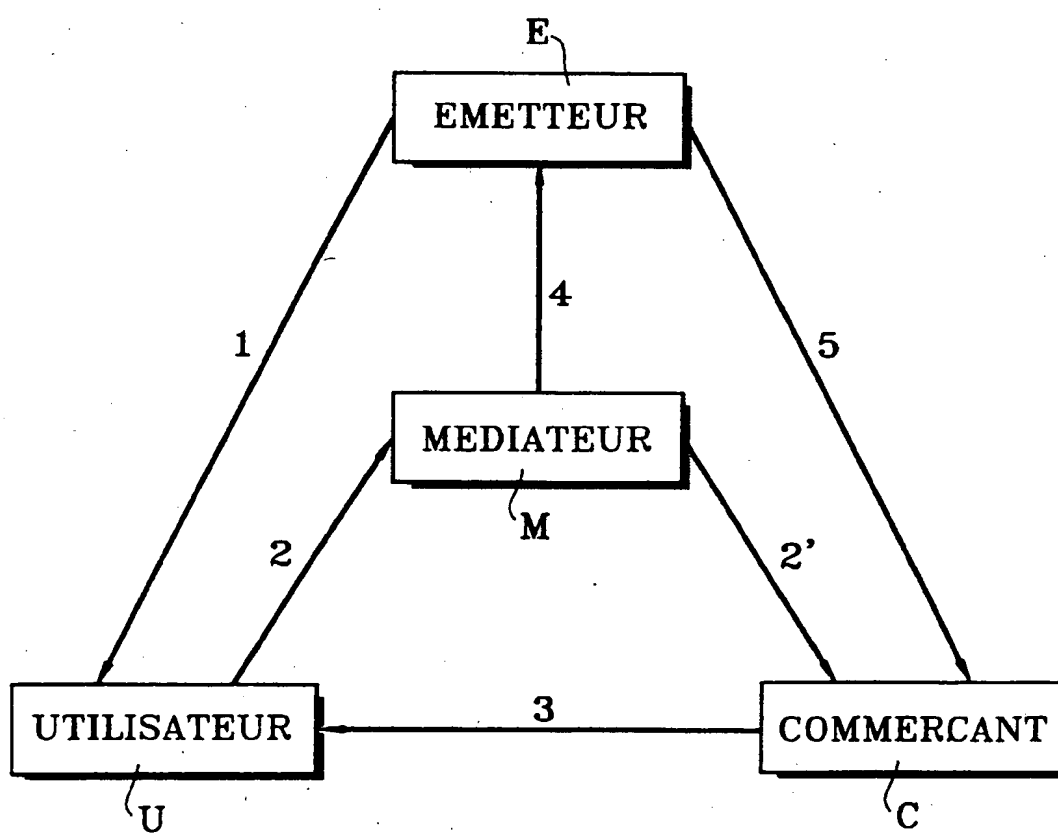 E
EMETTEUR
4
1
5
MEDIATEUR
M
2
2'
3
UTILISATEUR
COMMERCANT
U
C